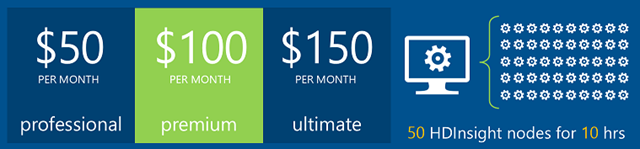 $50
PER MONTH
professional
$100
PER MONTH
premium
$150
PER MONTH
ultimate
50 HDInsight nodes for 10 hrs